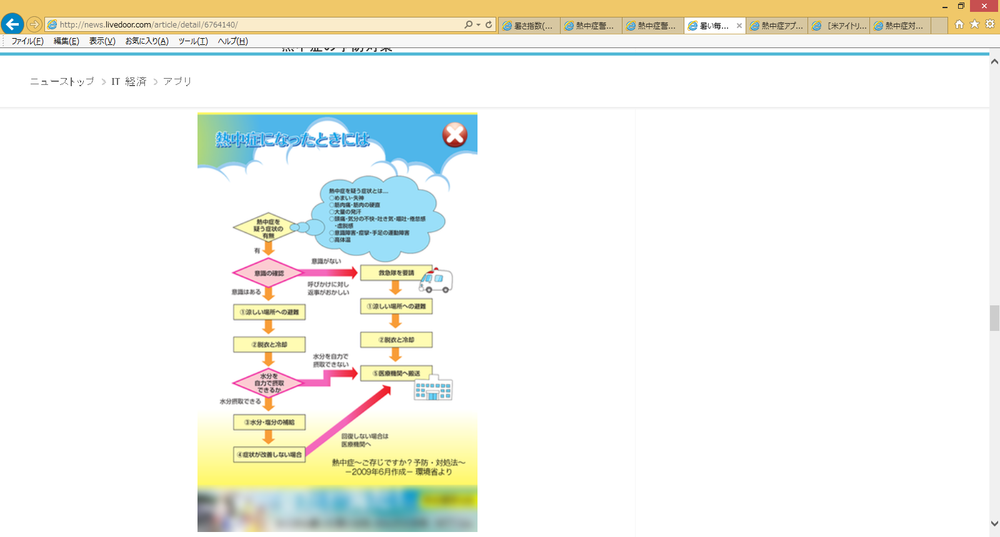 http://news.livedoor.com/article/detail/6764140/
暑さ指数(...
熱中症警...
熱中症警...
暑い毎...
熱中症アプ...
[米アイトリ...
熱中症対...
ファイル(F) 編集(E) 表示(V) お気に入り(A) ツール(T) ヘルプ(H)
熱中症の予防対策
ニューストップ > IT 経済 > アプリ
熱中症になったときには
熱中症を疑う症状とは....
○めまい・失神
○筋肉痛・筋肉の硬直
○大量の発汗
○頭痛・気分の不快・吐き気・嘔吐・倦怠感
・虚脱感
○意識障害・痙攣・手足の運動障害
○高体温
熱中症を
疑う症状の
有無
有
意識の確認
意識がない
呼びかけに対し
返事がおかしい
救急隊を要請
意識はある
①涼しい場所への避難
①涼しい場所への避難
②脱衣と冷却
②脱衣と冷却
水分を自力で
摂取できない
水分を
自力で摂取
できるか
⑤医療機関へ搬送
水分摂取できる
③水分・塩分の補給
④症状が改善しない場合
回復しない場合は
医療機関へ
熱中症～ご存じですか？予防・対処法～
－2009年6月作成－ 環境省より